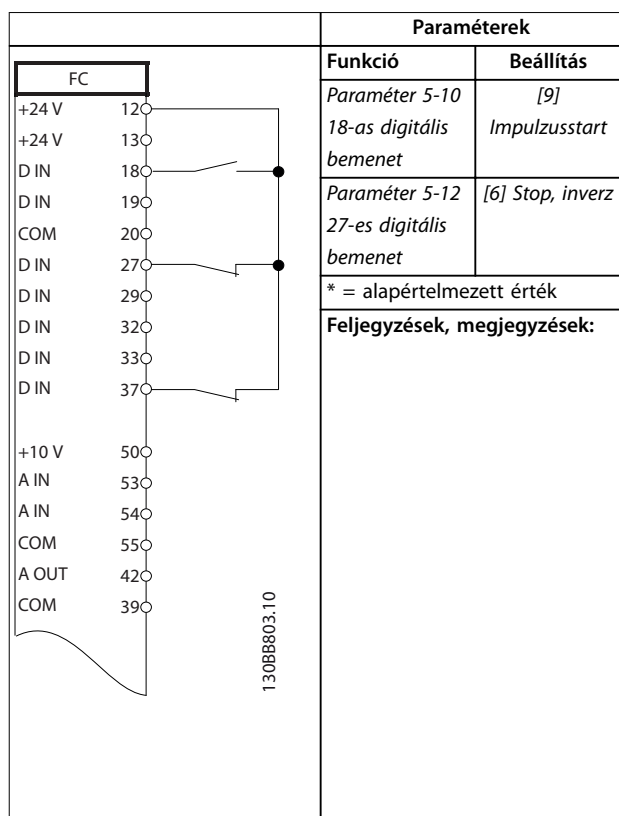 FC
+24 V 12
+24 V 13
D IN 18
D IN 19
COM 20
D IN 27
D IN 29
D IN 32
D IN 33
D IN 37
+10 V 50
A IN 53
A IN 54
COM 55
A OUT 42
COM 39
130BB803.10
Paraméterek
Funkció Beállítás
Paraméter 5-10 [9]
18-as digitális Impulzusstart
bemenet
Paraméter 5-12 [6] Stop, inverz
27-es digitális
bemenet
* = alapértelmezett érték
Feljegyzések, megjegyzések: